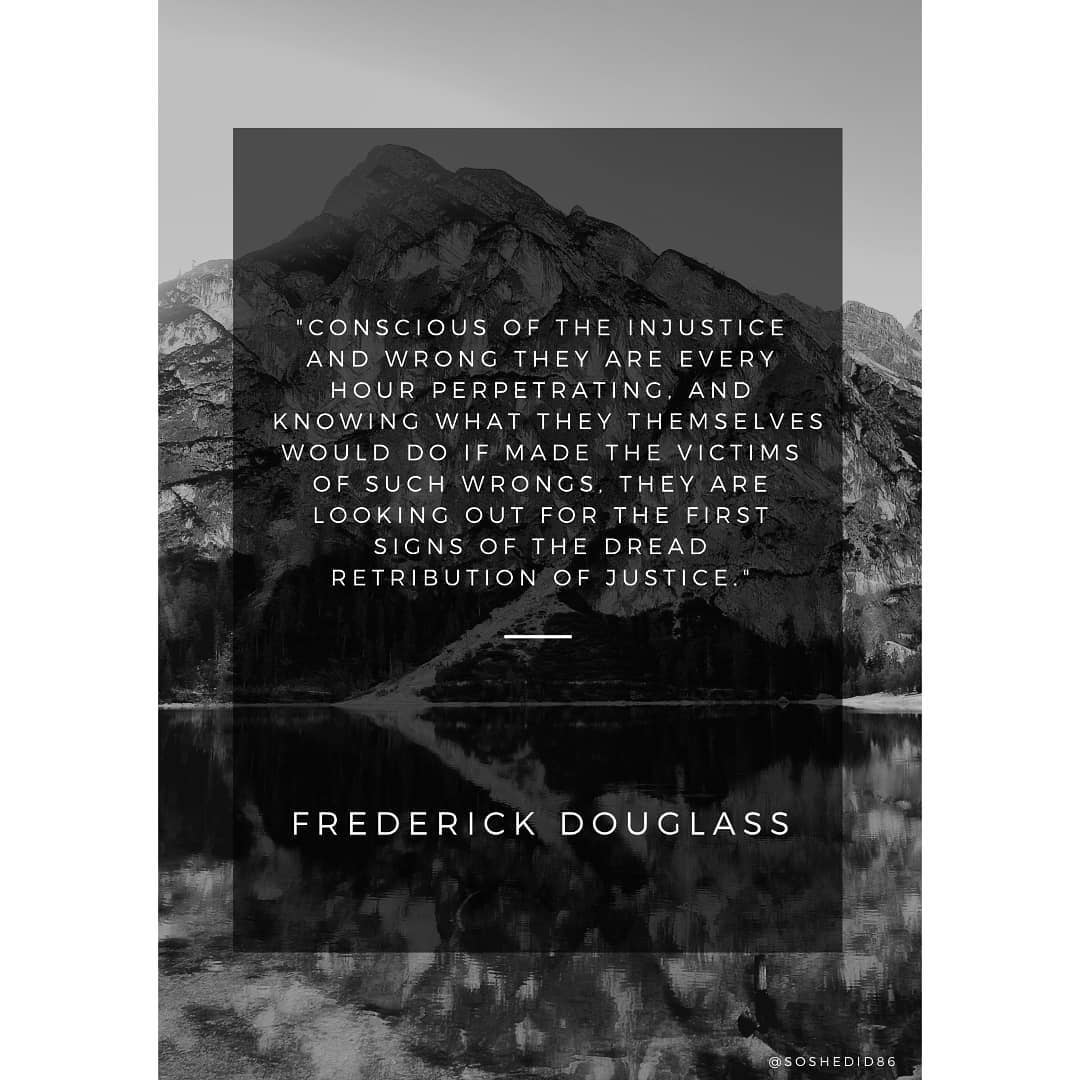 "CONSCIOUS OF THE INJUSTICE
AND WRONG THEY ARE EVERY
HOUR PERPETRATING, AND
KNOWING WHAT THEY THEMSELVES
WOULD DO IF MADE THE VICTIMS
OF SUCH WRONGS, THEY ARE
LOOKING OUT FOR THE FIRST
SIGNS OF THE DREAD
RETRIBUTION OF JUSTICE."
FREDERICK DOUGLASS
@SOSHEDID86